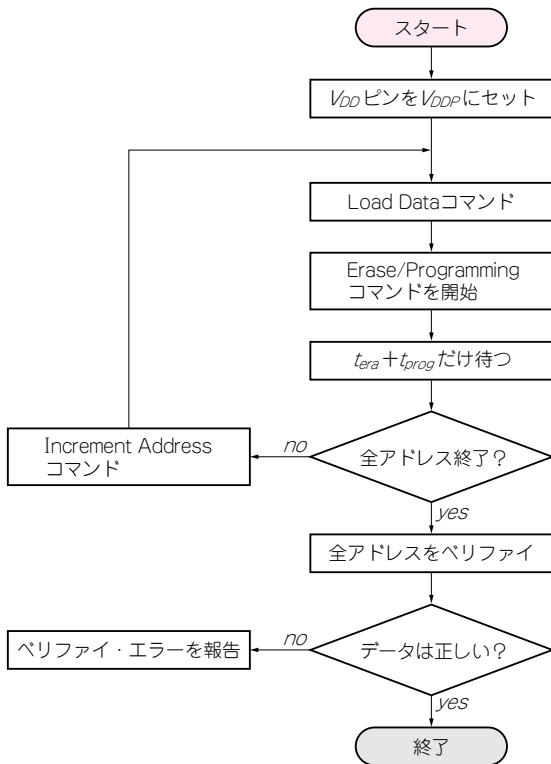 スタート
VDDピンをVDDPにセット
Load Dataコマンド
Erase/Programming
コマンドを開始
tera＋tprogだけ待つ
Increment Address
コマンド
no
全アドレス終了？
yes
全アドレスをベリファイ
ベリファイ・エラーを報告
no
データは正しい？
yes
終了